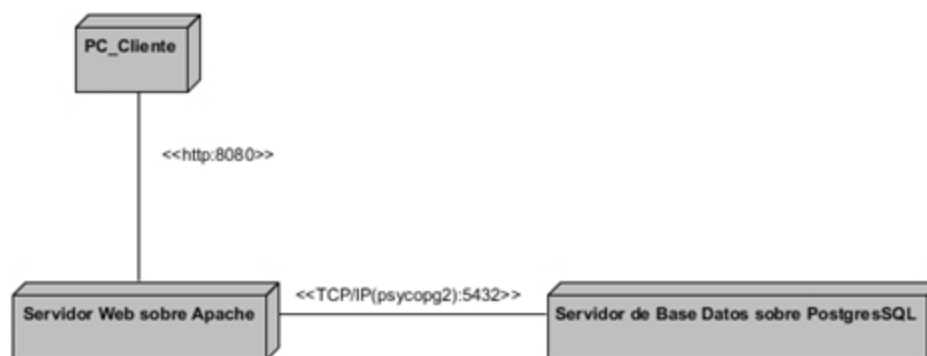 PC_Cliente
<<http:8080>>
<<TCP/IP(psycopg2):5432>>
Servidor Web sobre Apache
Servidor de Base Datos sobre PostgresSQL